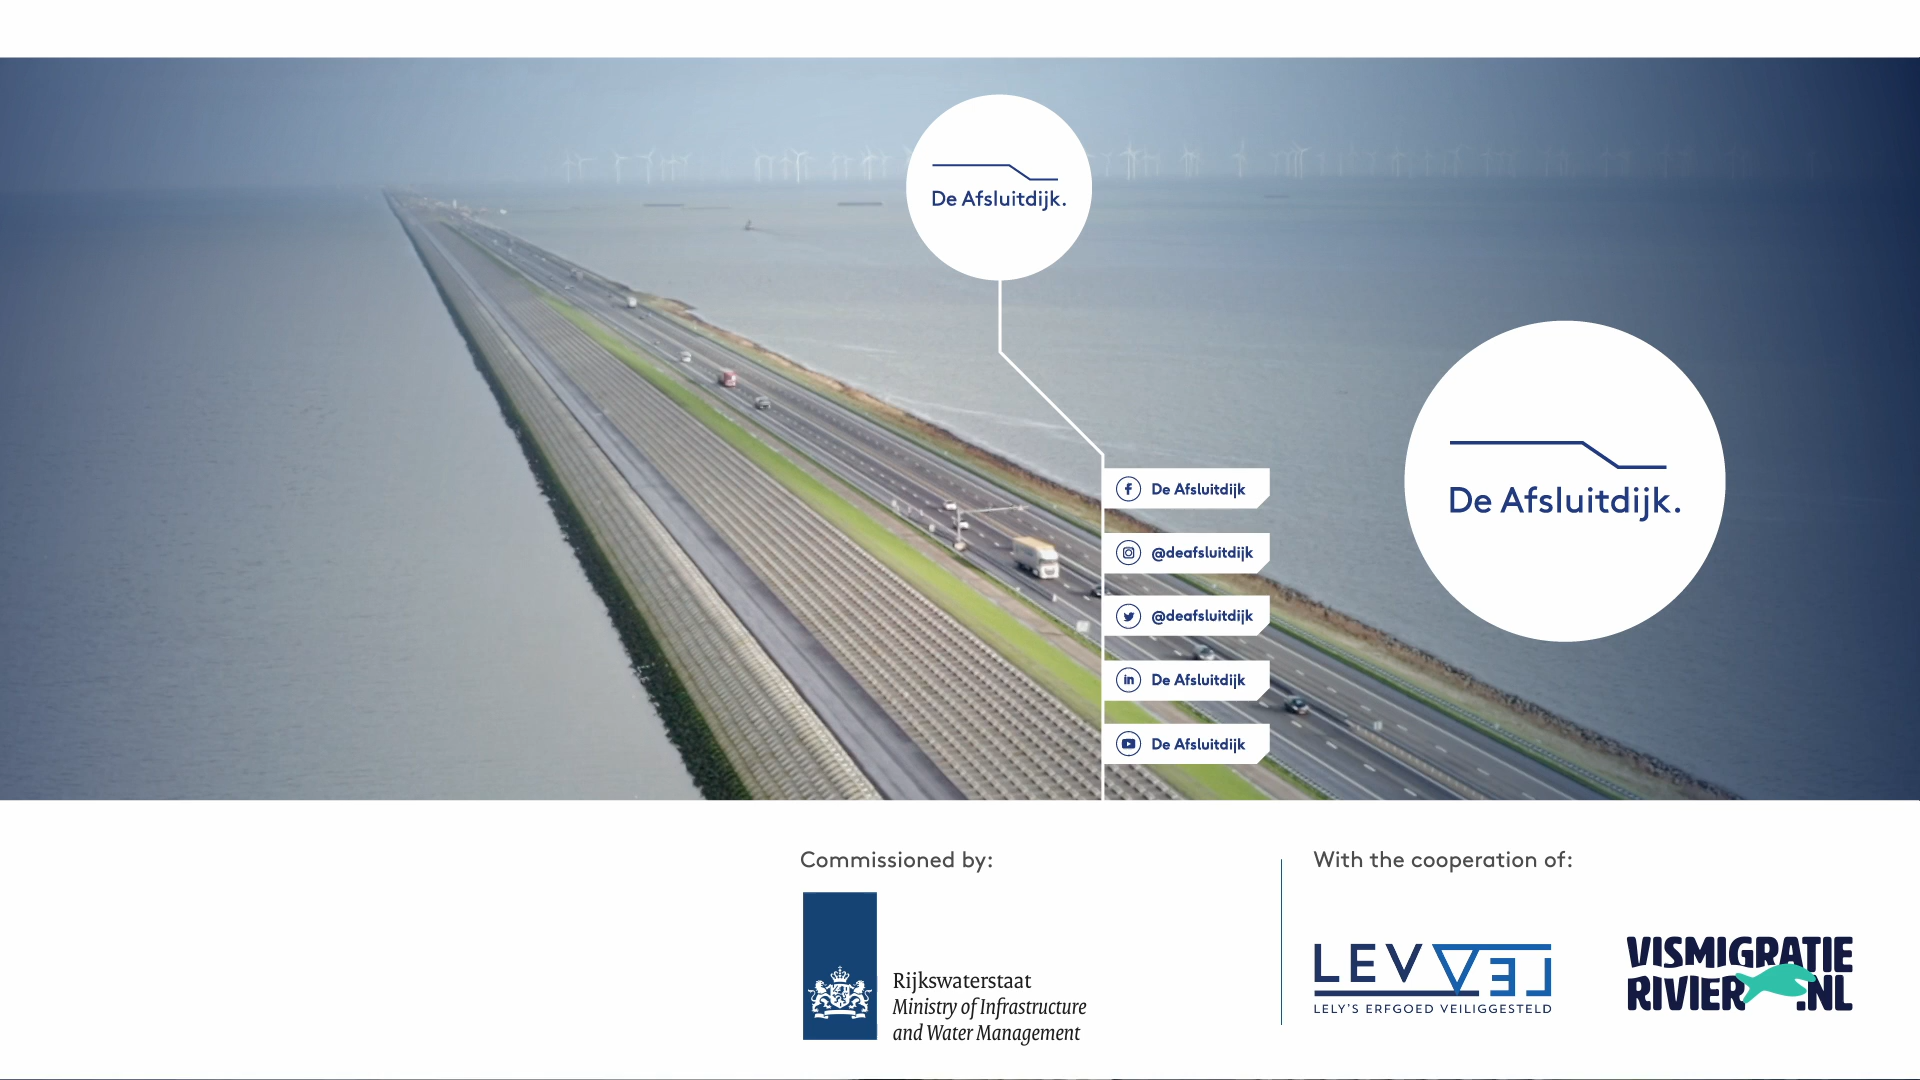 De Afsluitdijk.
De Afsluitdijk.
De Afsluitdijk
@deafsluitdijk
@deafsluitdijk
De Afsluitdijk
De Afsluitdijk
Commissioned by:
Rijkswaterstaat
Ministry of Infrastructure
and Water Management
With the cooperation of:
LEVVEL
LELY'S ERFGOED VEILIGGESTELD
VISMIGRATIE
RIVIER.NL